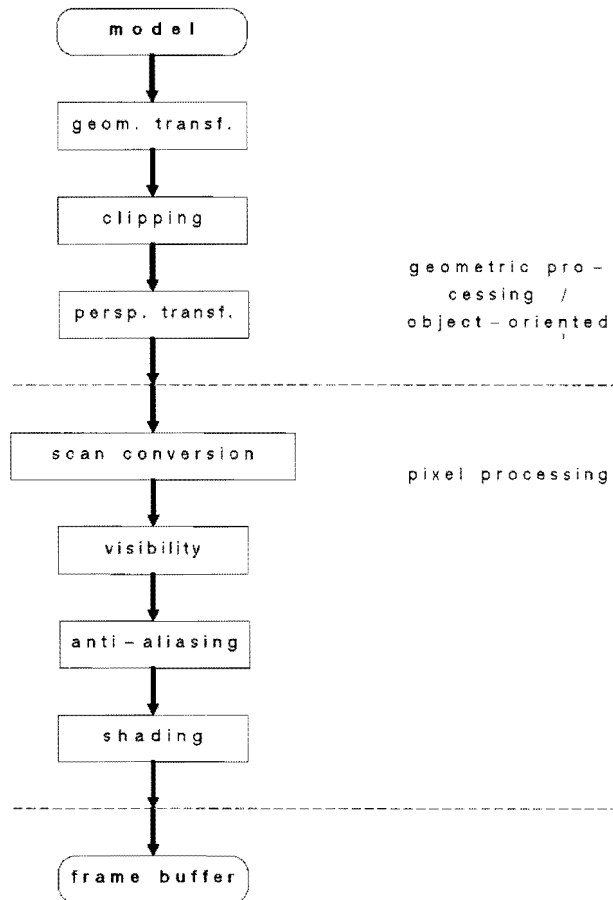 model
geom. transf.
clipping
persp. transf.
geometric pro-
cessing /
object-oriented
scan conversion
pixel processing
visibility
anti-aliasing
shading
frame buffer